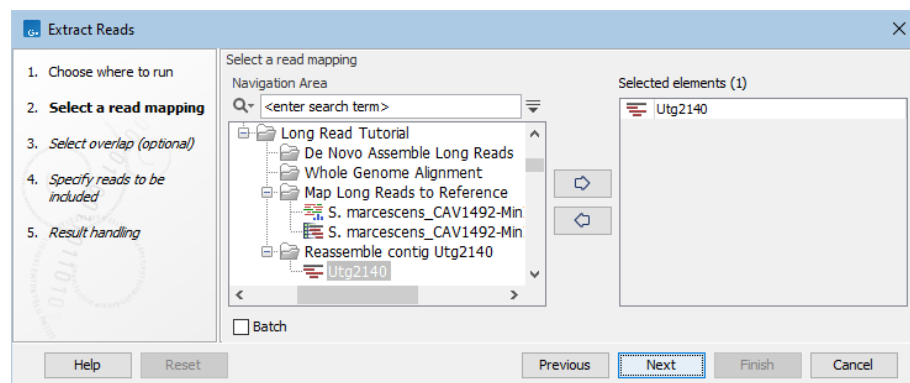 Extract Reads
1. Choose where to run
2. Select a read mapping
3. Select overlap (optional)
4. Specify reads to be
included
5. Result handling
Select a read mapping
Navigation Area
<enter search term>
Long Read Tutorial
De Novo Assemble Long Reads
Whole Genome Alignment
Map Long Reads to Reference
S. marcescens_CAV1492-Min
S. marcescens_CAV1492-Min
Reassemble contig Utg2140
Utg2140
Batch
Selected elements (1)
Utg2140
Help
Reset
Previous
Next
Finish
Cancel